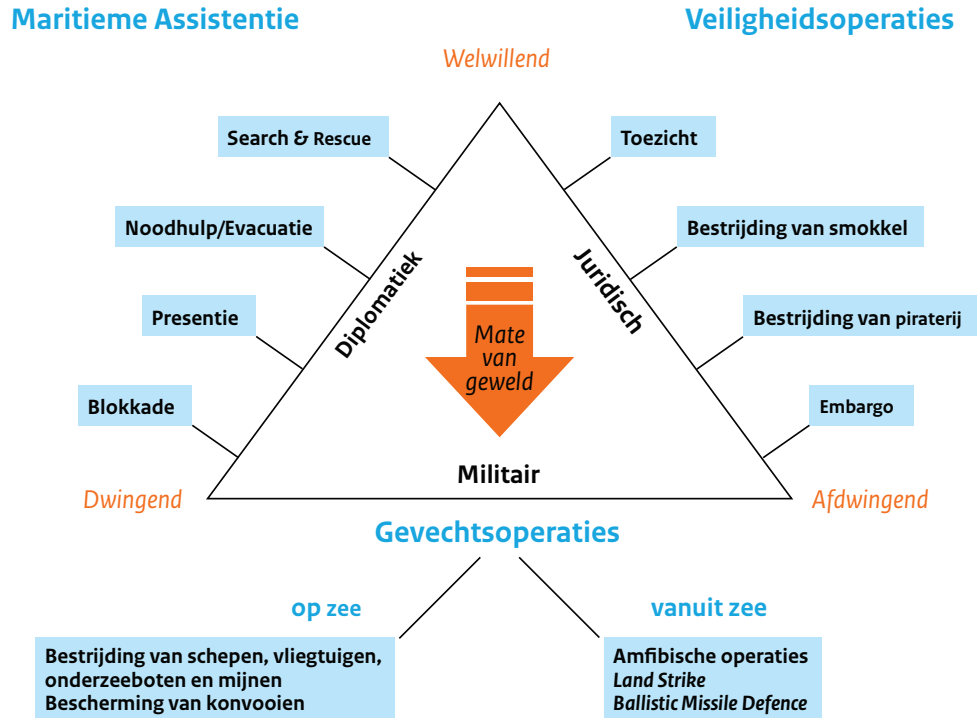 Maritieme Assistentie
Veiligheidsoperaties
Welwillend
Search & Rescue
Toezicht
Noodhulp/Evacuatie
Bestrijding van smokkel
Diplomatiek
Juridisch
Presentie
Bestrijding van piraterij
Mate
van
geweld
Blokkade
Embargo
Militair
Dwingend
Afdwingend
Gevechtsoperaties
op zee
vanuit zee
Bestrijding van schepen, vliegtuigen,
onderzeeboten en mijnen
Bescherming van konvooien
Amfibische operaties
Land Strike
Ballistic Missile Defence